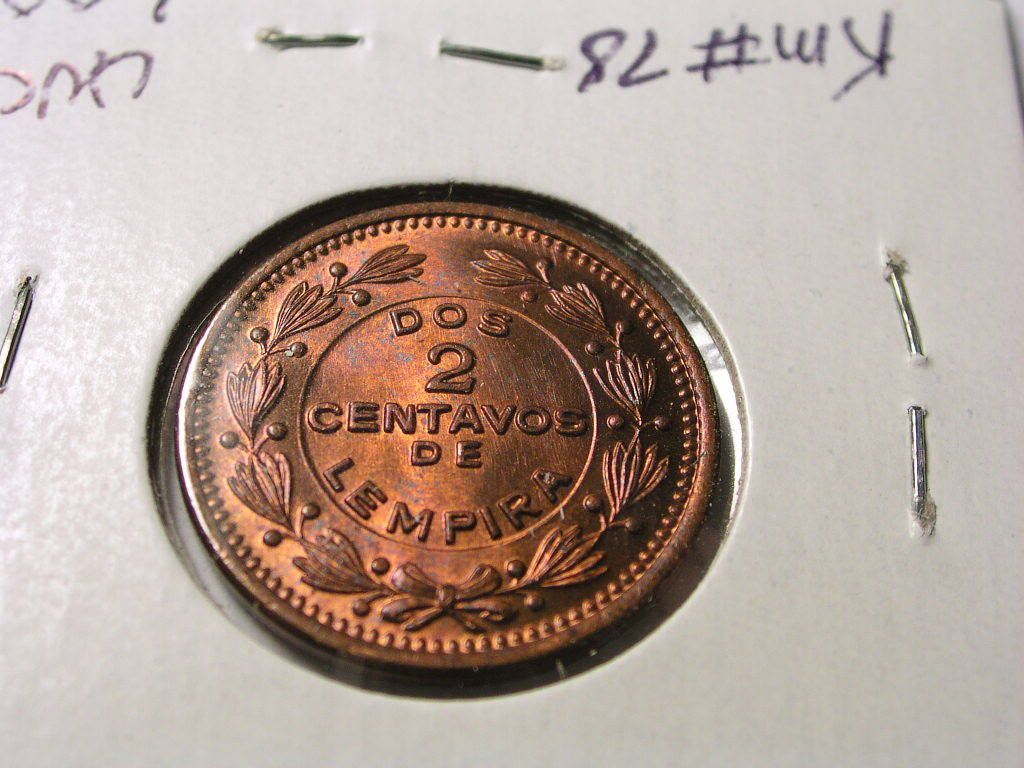 KM# 78
DOS
2
CENTAVOS
DE
LEMPIRA